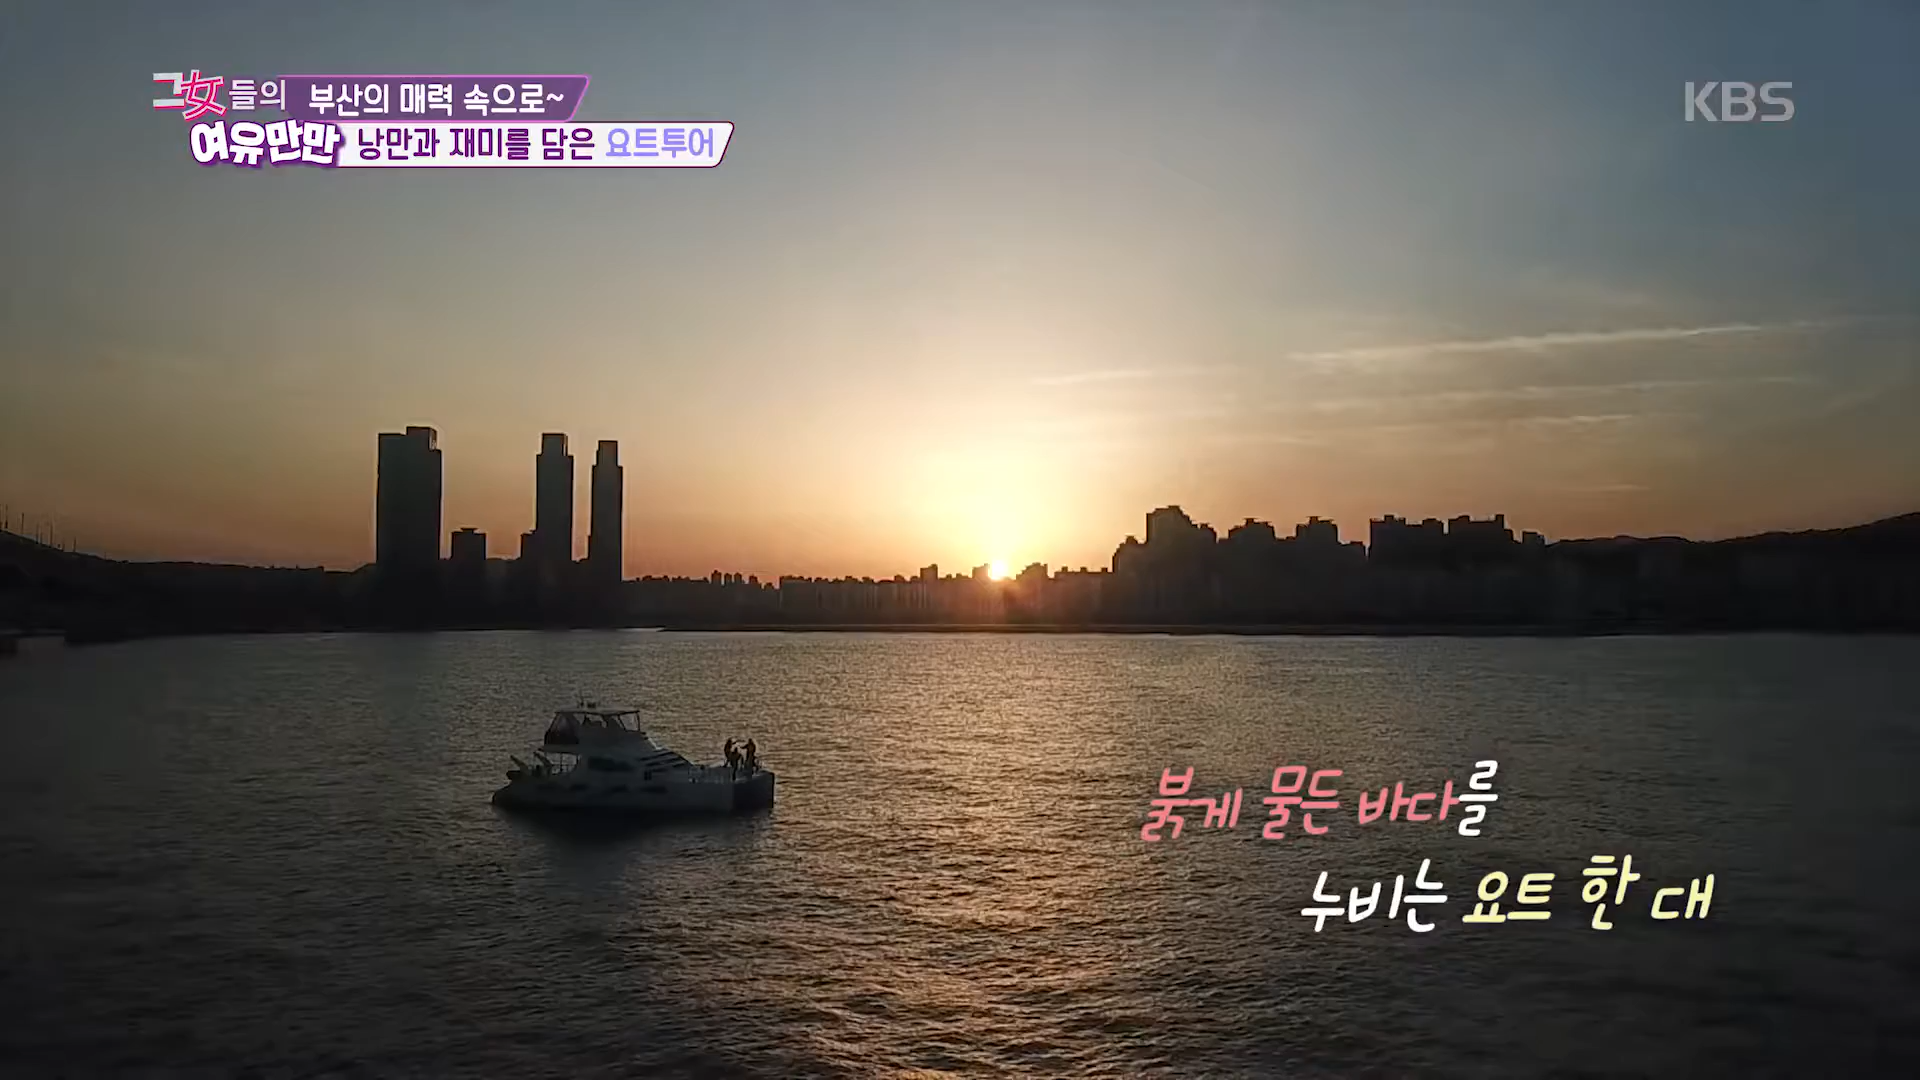 그女들의 부산의 매력 속으로~
여유만만 낭만과 재미를 담은 요트투어
KBS
붉게 물든 바다를
누비는 요트 한 대